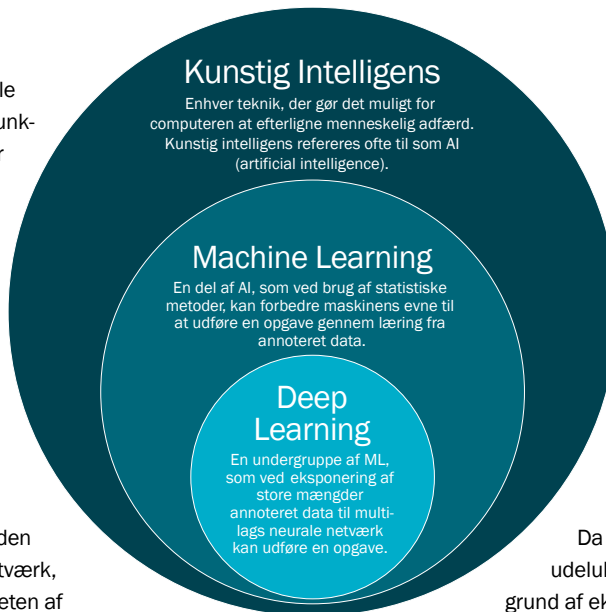 le
unk-
r
Kunstig Intelligens
Enhver teknik, der gør det muligt for
computeren at efterligne menneskelig adfærd.
Kunstig intelligens refereres ofte til som AI
(artificial intelligence).
Machine Learning
En del af AI, som ved brug af statistiske
metoder, kan forbedre maskinens evne til
at udføre en opgave gennem læring fra
annoteret data.
Deep
Learning
En undergruppe af ML,
som ved eksponering af
store mængder
annoteret data til multi-
lags neurale netværk
kan udføre en opgave.
den
tværk,
eten af
Da
udeluk
grund af ek